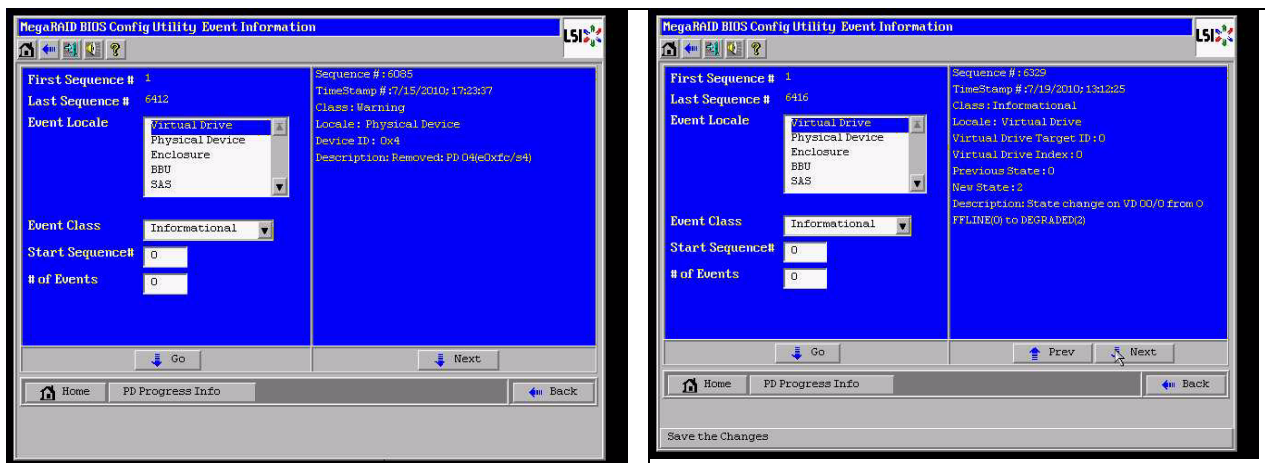 MegaRAID BIOS Config Utility Event Information
LSI
First Sequence # 1
Last Sequence # 6412
Event Locale
Virtual Drive
Physical Device
Enclosure
BBU
SAS
Event Class Informational
Start Sequence# 0
# of Events 0
Sequence #:6085
TimeStamp #:7/15/2010; 17:23:37
Class: Warning
Locale: Physical Device
Device ID: 0x4
Description: Removed: PD 04(e0xfc/s4)
Go
Next
Home
PD Progress Info
Back
MegaRAID BIOS Config Utility Event Information
LSI
First Sequence # 1
Last Sequence # 6416
Event Locale
Virtual Drive
Physical Device
Enclosure
BBU
SAS
Event Class Informational
Start Sequence# 0
# of Events 0
Sequence #:6329
TimeStamp #:7/19/2010; 13:12:25
Class: Informational
Locale: Virtual Drive
Virtual Drive Target ID:0
Virtual Drive Index:0
Previous State:0
New State:2
Description: State change on VD 00/0 from O
FFLINE(0) to DEGRADED(2)
Go
Prev
Next
Home
PD Progress Info
Back
Save the Changes